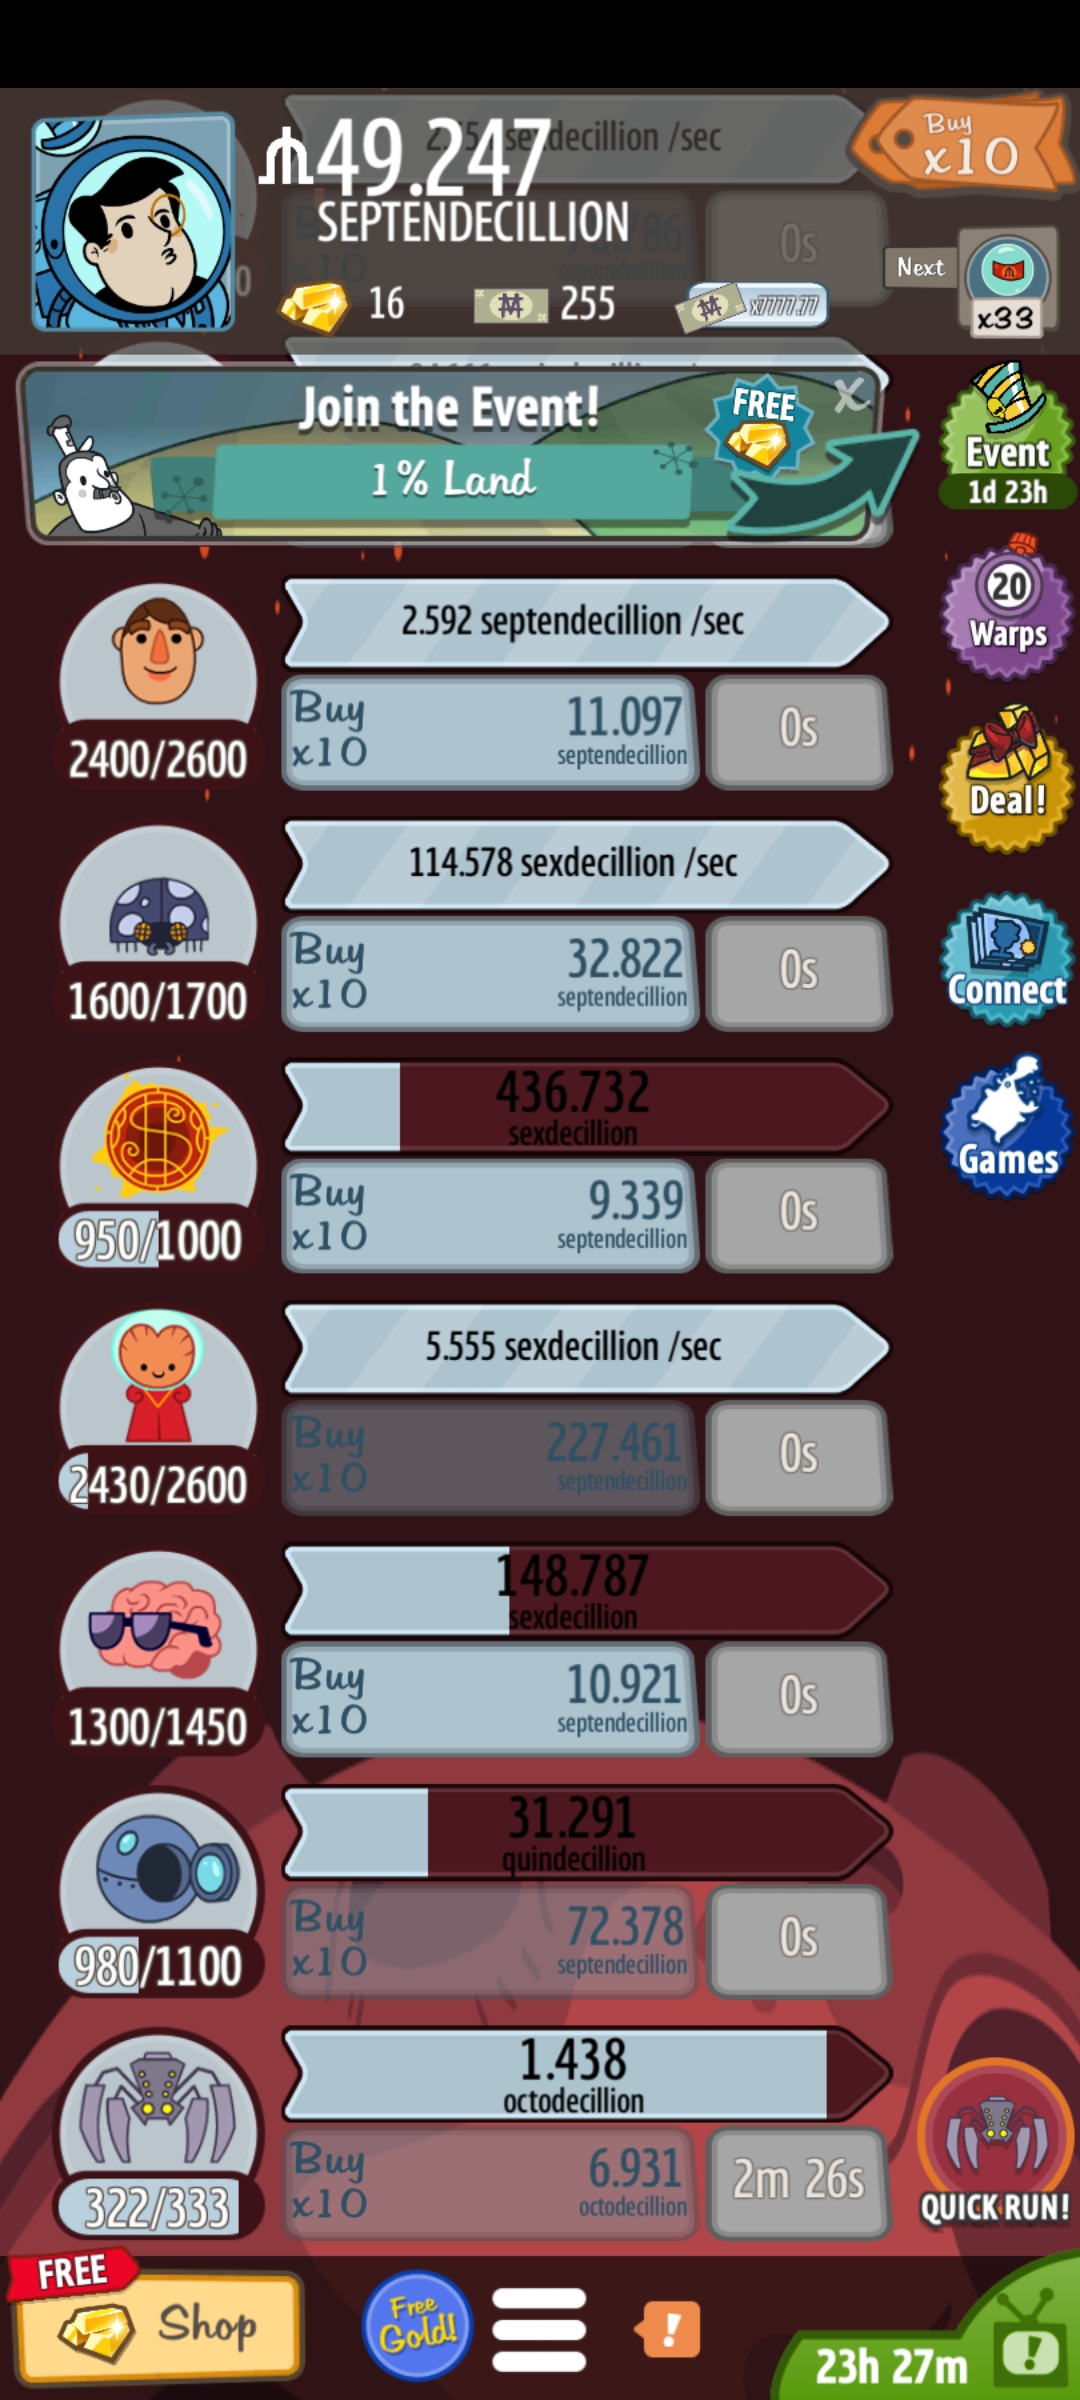 49.247
SEPTENDECILLION
16
255
x7777.77
Buy
x10
Next
x33
sexdecillion /sec
0s
Join the Event!
1% Land
FREE
X
Event
1d 23h
2.592 septendecillion /sec
Buy
x10
11.097
septendecillion
0s
2400/2600
20
Warps
Deal!
114.578 sexdecillion /sec
Buy
x10
32.822
septendecillion
0s
1600/1700
Connect
436.732
sexdecillion
Buy
x10
9.339
septendecillion
0s
950/1000
Games
5.555 sexdecillion /sec
Buy
x10
227.461
septendecillion
0s
2430/2600
148.787
sexdecillion
Buy
x10
10.921
septendecillion
0s
1300/1450
31.291
quindecillion
Buy
x10
72.378
septendecillion
0s
980/1100
1.438
octodecillion
Buy
x10
6.931
octodecillion
2m 26s
322/333
QUICK RUN!
FREE
Shop
Free
Gold!
!
23h 27m
!